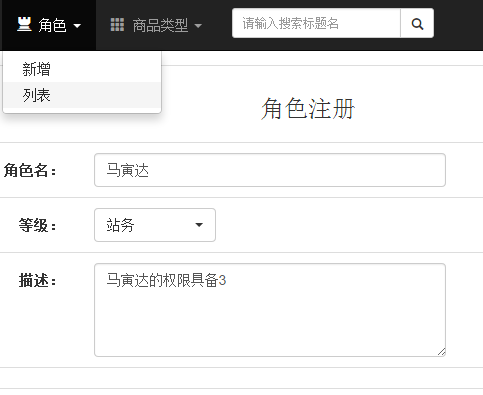 角色 商品类型 请输入搜索标题名
新增
列表
角色注册
角色名： 马寅达
等级： 站务
描述： 马寅达的权限具备3